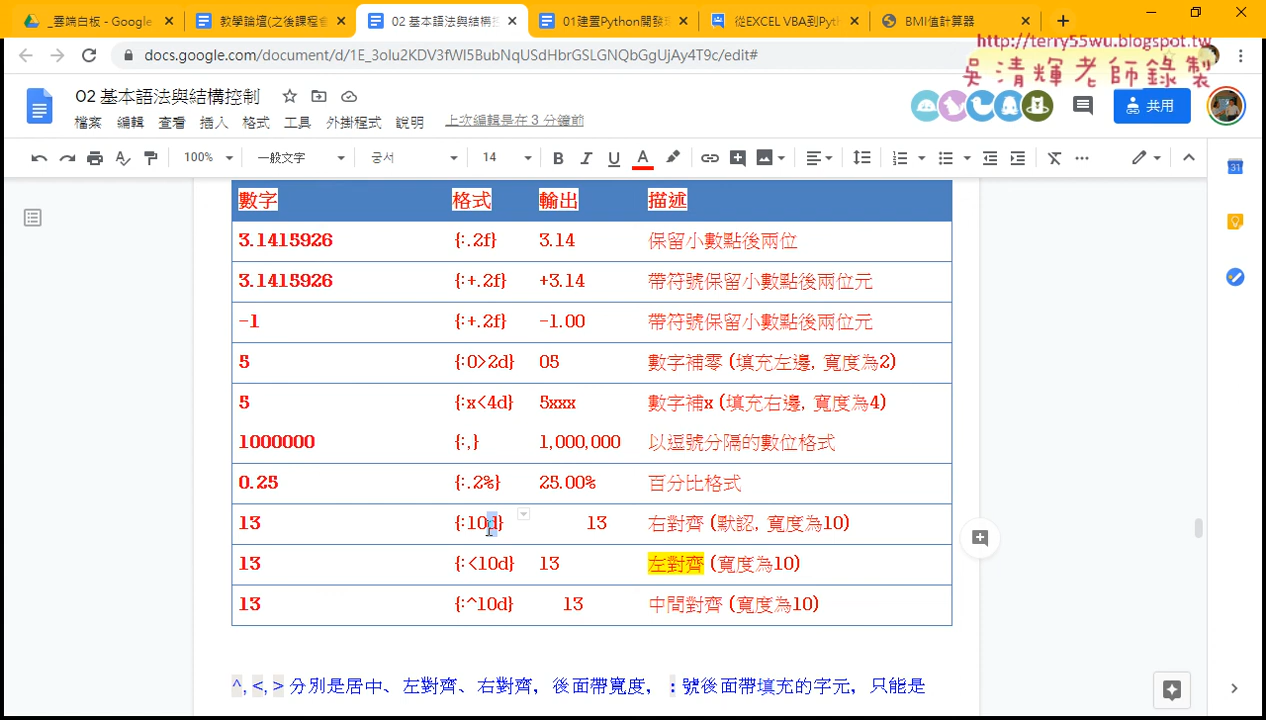 _雲端白板 - Google
教學論壇(之後課程會
02 基本語法與結構控
01建置Python開發環
從EXCEL VBA到Pyth
BMI值計算器
docs.google.com/document/d/1E_3oIu2KDV3fWI5BubNqUSdHbrGSLGNQbGgUjAy4T9c/edit#
http://terry55wu.blogspot.tw
吳清輝老師錄製
02 基本語法與結構控制
共用
檔案 編輯 查看 插入 格式 工具 外掛程式 說明 上次編輯是在 3 分鐘前
100% 一般文字 궁서 14 B I U A
31
數字 格式 輸出 描述
3.1415926 {:.2f} 3.14 保留小數點後兩位
3.1415926 {:+.2f} +3.14 帶符號保留小數點後兩位元
-1 {:+.2f} -1.00 帶符號保留小數點後兩位元
5 {:0>2d} 05 數字補零 (填充左邊, 寬度為2)
5 {:x<4d} 5xxx 數字補x (填充右邊, 寬度為4)
1000000 {:,} 1,000,000 以逗號分隔的數位格式
0.25 {:.2%} 25.00% 百分比格式
13 {:10d} 13 右對齊 (默認, 寬度為10)
13 {:<10d} 13 左對齊 (寬度為10)
13 {:^10d} 13 中間對齊 (寬度為10)
^, <, > 分別是居中、左對齊、右對齊，後面帶寬度，: 號後面帶填充的字元，只能是